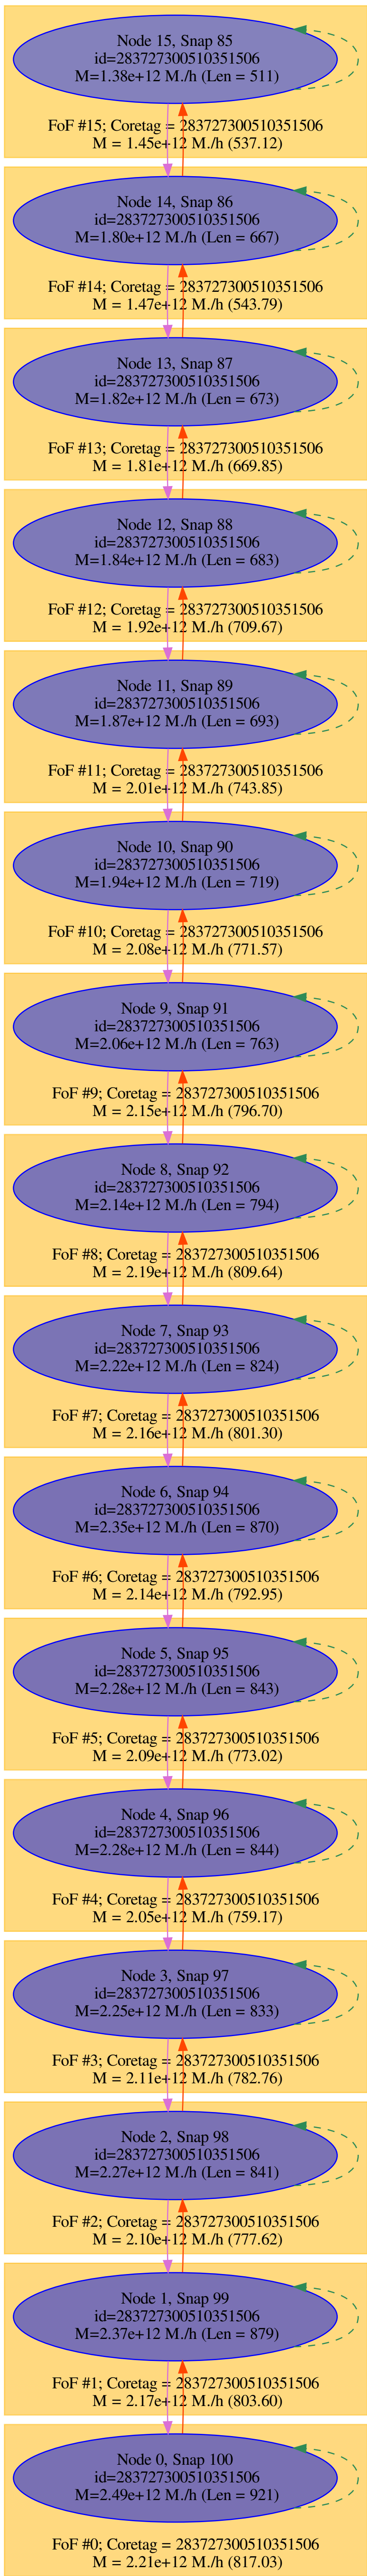 Node 15, Snap 85
id=283727300510351506
M=1.38e+12 M./h (Len = 511)
FoF #15; Coretag = 283727300510351506
M = 1.45e+12 M./h (537.12)
Node 14, Snap 86
id=283727300510351506
M=1.80e+12 M./h (Len = 667)
FoF #14; Coretag = 283727300510351506
M = 1.47e+12 M./h (543.79)
Node 13, Snap 87
id=283727300510351506
M=1.82e+12 M./h (Len = 673)
FoF #13; Coretag = 283727300510351506
M = 1.81e+12 M./h (669.85)
Node 12, Snap 88
id=283727300510351506
M=1.84e+12 M./h (Len = 683)
FoF #12; Coretag = 283727300510351506
M = 1.92e+12 M./h (709.67)
Node 11, Snap 89
id=283727300510351506
M=1.87e+12 M./h (Len = 693)
FoF #11; Coretag = 283727300510351506
M = 2.01e+12 M./h (743.85)
Node 10, Snap 90
id=283727300510351506
M=1.94e+12 M./h (Len = 719)
FoF #10; Coretag = 283727300510351506
M = 2.08e+12 M./h (771.57)
Node 9, Snap 91
id=283727300510351506
M=2.06e+12 M./h (Len = 763)
FoF #9; Coretag = 283727300510351506
M = 2.15e+12 M./h (796.70)
Node 8, Snap 92
id=283727300510351506
M=2.14e+12 M./h (Len = 794)
FoF #8; Coretag = 283727300510351506
M = 2.19e+12 M./h (809.64)
Node 7, Snap 93
id=283727300510351506
M=2.22e+12 M./h (Len = 824)
FoF #7; Coretag = 283727300510351506
M = 2.16e+12 M./h (801.30)
Node 6, Snap 94
id=283727300510351506
M=2.35e+12 M./h (Len = 870)
FoF #6; Coretag = 283727300510351506
M = 2.14e+12 M./h (792.95)
Node 5, Snap 95
id=283727300510351506
M=2.28e+12 M./h (Len = 843)
FoF #5; Coretag = 283727300510351506
M = 2.09e+12 M./h (773.02)
Node 4, Snap 96
id=283727300510351506
M=2.28e+12 M./h (Len = 844)
FoF #4; Coretag = 283727300510351506
M = 2.05e+12 M./h (759.17)
Node 3, Snap 97
id=283727300510351506
M=2.25e+12 M./h (Len = 833)
FoF #3; Coretag = 283727300510351506
M = 2.11e+12 M./h (782.76)
Node 2, Snap 98
id=283727300510351506
M=2.27e+12 M./h (Len = 841)
FoF #2; Coretag = 283727300510351506
M = 2.10e+12 M./h (777.62)
Node 1, Snap 99
id=283727300510351506
M=2.37e+12 M./h (Len = 879)
FoF #1; Coretag = 283727300510351506
M = 2.17e+12 M./h (803.60)
Node 0, Snap 100
id=283727300510351506
M=2.49e+12 M./h (Len = 921)
FoF #0; Coretag = 283727300510351506
M = 2.21e+12 M./h (817.03)